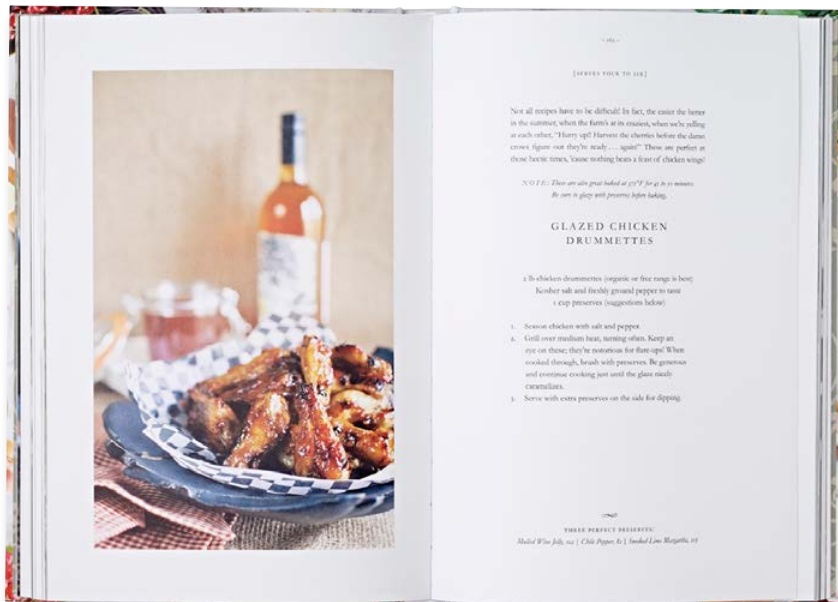 [SERVES FOUR TO SIX]
Not all recipes have to be difficult! In fact, the easier the better
in the summer, when the farm's at its craziest, when we're yelling
at each other, "Hurry up! Harvest the cherries before the damn
crows figure out they're ready . . . again!" These are perfect at
those hectic times, 'cause nothing beats a feast of chicken wings!
NOTE: These are also great baked at 375°F for 45 to 50 minutes.
Be sure to glaze with preserves before baking.
GLAZED CHICKEN
DRUMMETTES
2 lb chicken drummettes (organic or free range is best)
Kosher salt and freshly ground pepper to taste
1 cup preserves (suggestions below)
1. Season chicken with salt and pepper.
2. Grill over medium heat, turning often. Keep an
eye on these; they're notorious for flare-ups! When
cooked through, brush with preserves. Be generous
and continue cooking just until the glaze nicely
caramelizes.
3. Serve with extra preserves on the side for dipping.
THREE PERFECT PRESERVES:
Mulled Wine Jelly, | Chile Pepper, | Smoked Lime Margarita,